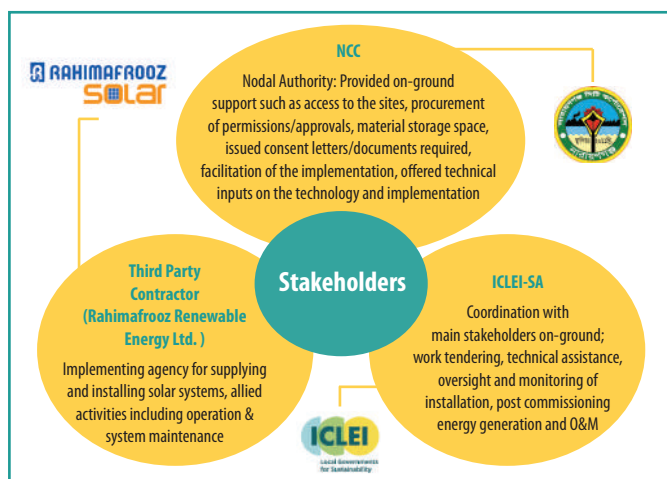 RAHIMAFROOZ
SOLAR
NCC
Nodal Authority: Provided on-ground
support such as access to the sites, procurement
of permissions/approvals, material storage space,
issued consent letters/documents required,
facilitation of the implementation, offered technical
inputs on the technology and implementation
Stakeholders
Third Party
Contractor
(Rahimafrooz Renewable
Energy Ltd. )
Implementing agency for supplying
and installing solar systems, allied
activities including operation &
system maintenance
ICLEI-SA
Coordination with
main stakeholders on-ground;
work tendering, technical assistance,
oversight and monitoring of
installation, post commissioning
energy generation and O&M
ICLEI
Local Governments
for Sustainability